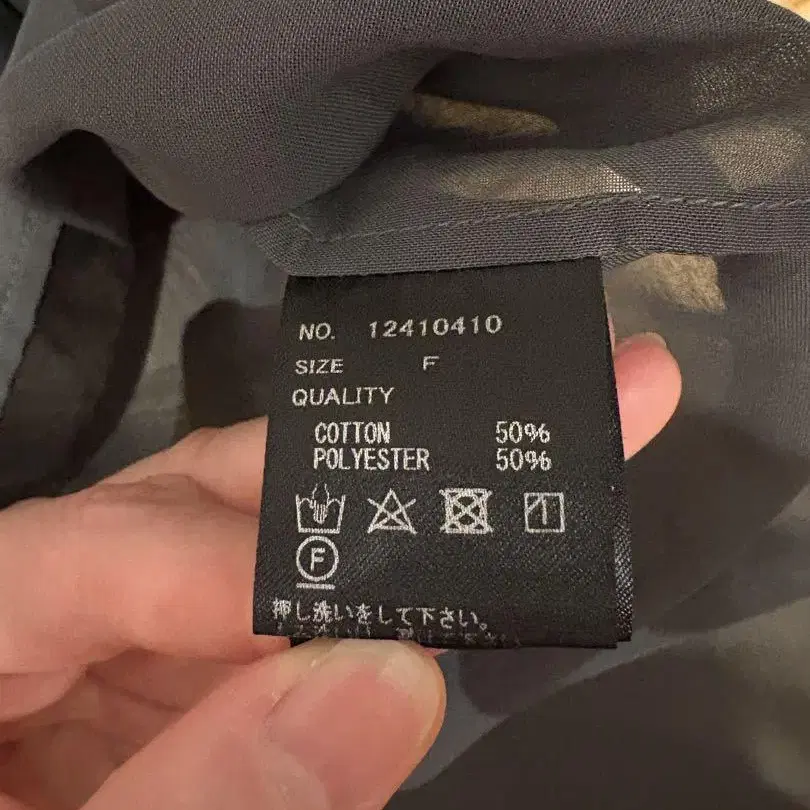 NO. 12410410
SIZE F
QUALITY
COTTON 50%
POLYESTER 50%
F
押し洗いをして下さい。